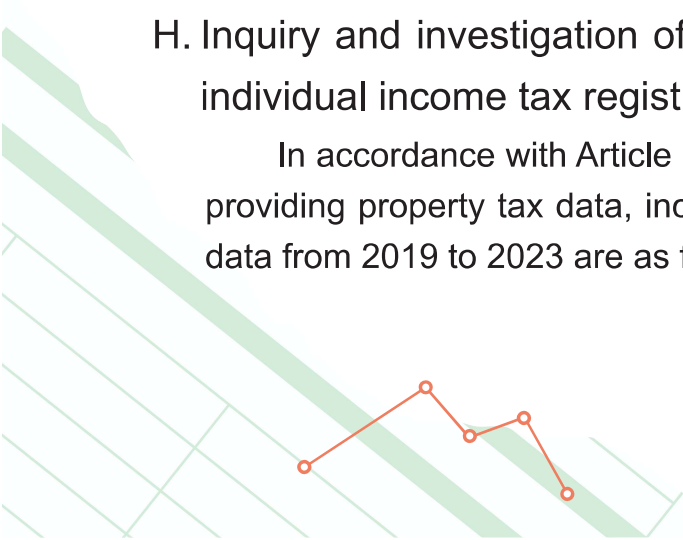 H. Inquiry and investigation of
individual income tax regist
In accordance with Article
providing property tax data, inc
data from 2019 to 2023 are as